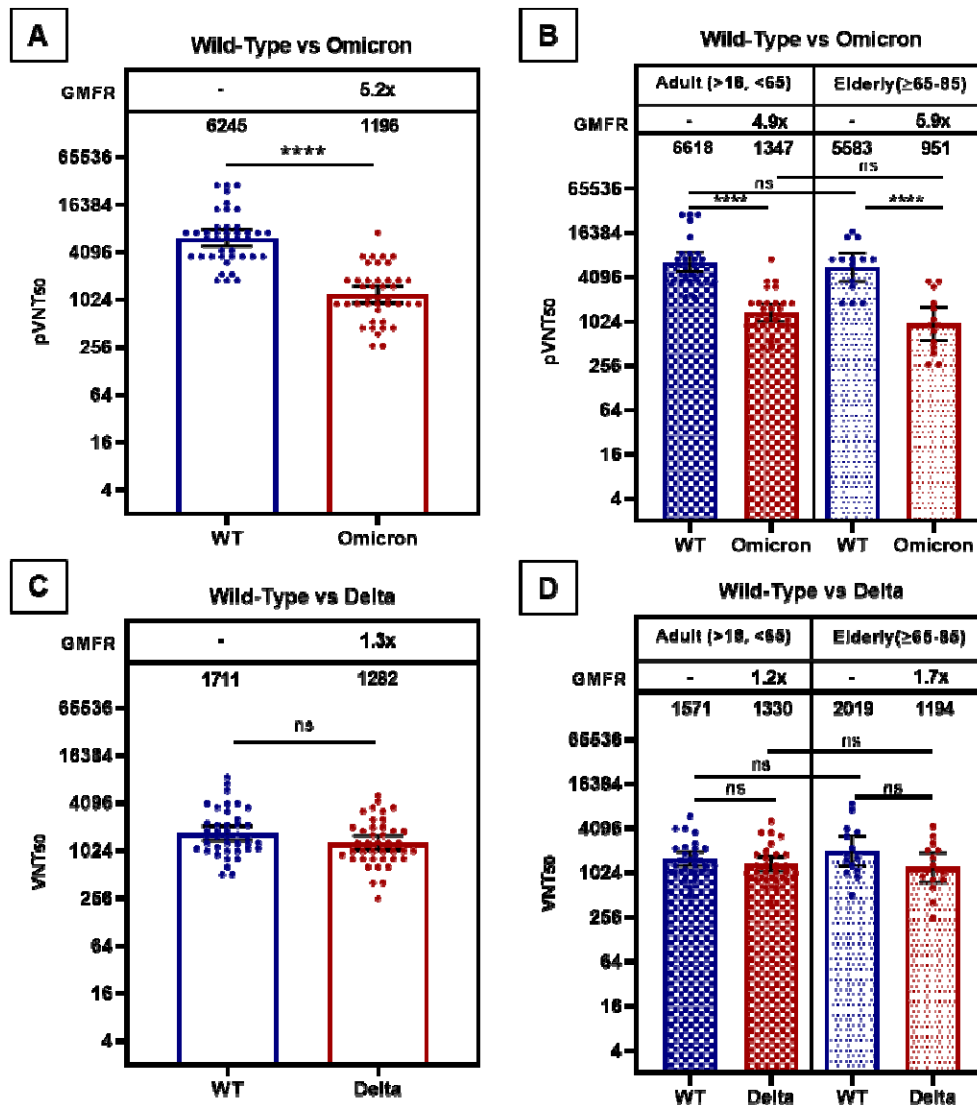 A
Wild-Type vs Omicron
GMFR - 5.2x
6245 1196
****
65536
16384
4096
1024
256
64
16
4
pVNT50
WT Omicron
B
Wild-Type vs Omicron
Adult (>18, <65) Elderly(≥65-85)
GMFR - 4.9x - 5.9x
6618 1347 5583 951
ns
ns
**** ****
65536
16384
4096
1024
256
64
16
4
pVNT50
WT Omicron WT Omicron
C
Wild-Type vs Delta
GMFR - 1.3x
1711 1282
ns
65536
16384
4096
1024
256
64
16
4
VNT50
WT Delta
D
Wild-Type vs Delta
Adult (>18, <65) Elderly(≥65-85)
GMFR - 1.2x - 1.7x
1571 1330 2019 1194
ns
ns
ns ns
65536
16384
4096
1024
256
64
16
4
VNT50
WT Delta WT Delta